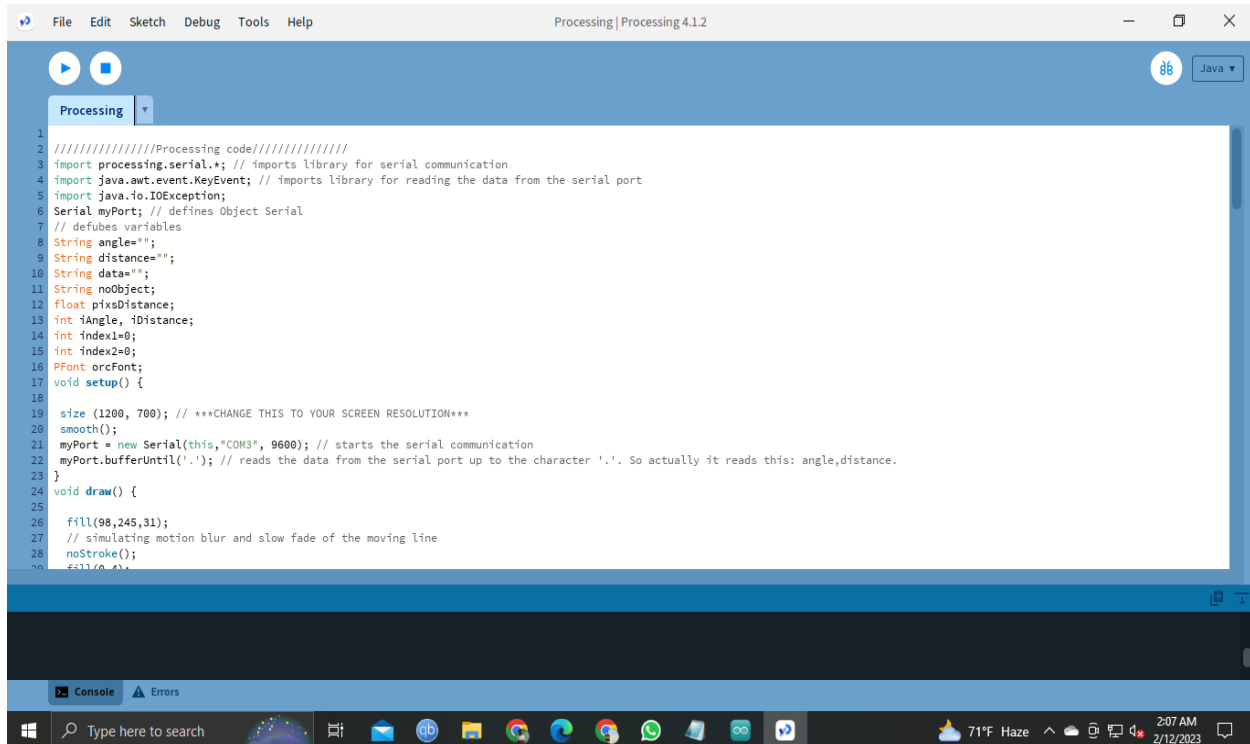 File Edit Sketch Debug Tools Help Processing | Processing 4.1.2
Java
Processing
1
2 ///////////////Processing code///////////////
3 import processing.serial.*; // imports library for serial communication
4 import java.awt.event.KeyEvent; // imports library for reading the data from the serial port
5 import java.io.IOException;
6 Serial myPort; // defines Object Serial
7 // defubes variables
8 String angle="";
9 String distance="";
10 String data="";
11 String noObject;
12 float pixsDistance;
13 int iAngle, iDistance;
14 int index1=0;
15 int index2=0;
16 PFont orcFont;
17 void setup() {
18
19 size (1200, 700); // ***CHANGE THIS TO YOUR SCREEN RESOLUTION***
20 smooth();
21 myPort = new Serial(this,"COM3", 9600); // starts the serial communication
22 myPort.bufferUntil('.'); // reads the data from the serial port up to the character '.'. So actually it reads this: angle,distance.
23 }
24 void draw() {
25
26 fill(98,245,31);
27 // simulating motion blur and slow fade of the moving line
28 noStroke();
29 fill(0,4);
Console Errors
Type here to search qb 71°F Haze 2:07 AM
2/12/2023